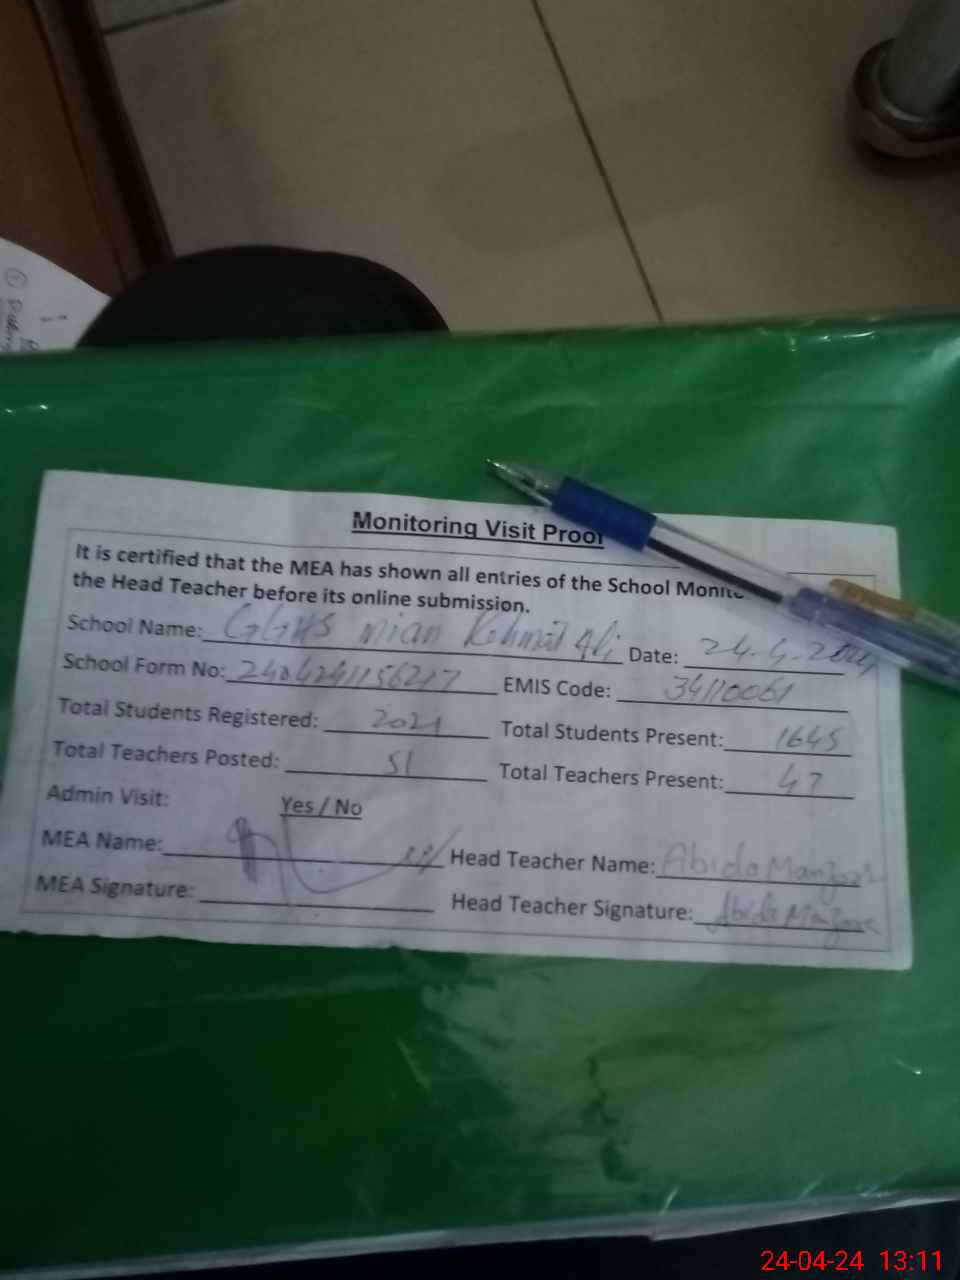 Monitoring Visit Proof
It is certified that the MEA has shown all entries of the School Monito
the Head Teacher before its online submission.
School Name: GGHS Mian Rehmat Ali Date: 24.4.2024
School Form No: EMIS Code: 34110061
Total Students Registered: 2021 Total Students Present: 1645
Total Teachers Posted: 51 Total Teachers Present: 47
Admin Visit: Yes / No
MEA Name: Head Teacher Name: Abida Manzoor
MEA Signature: Head Teacher Signature: Abida Manzoor
24-04-24 13:11